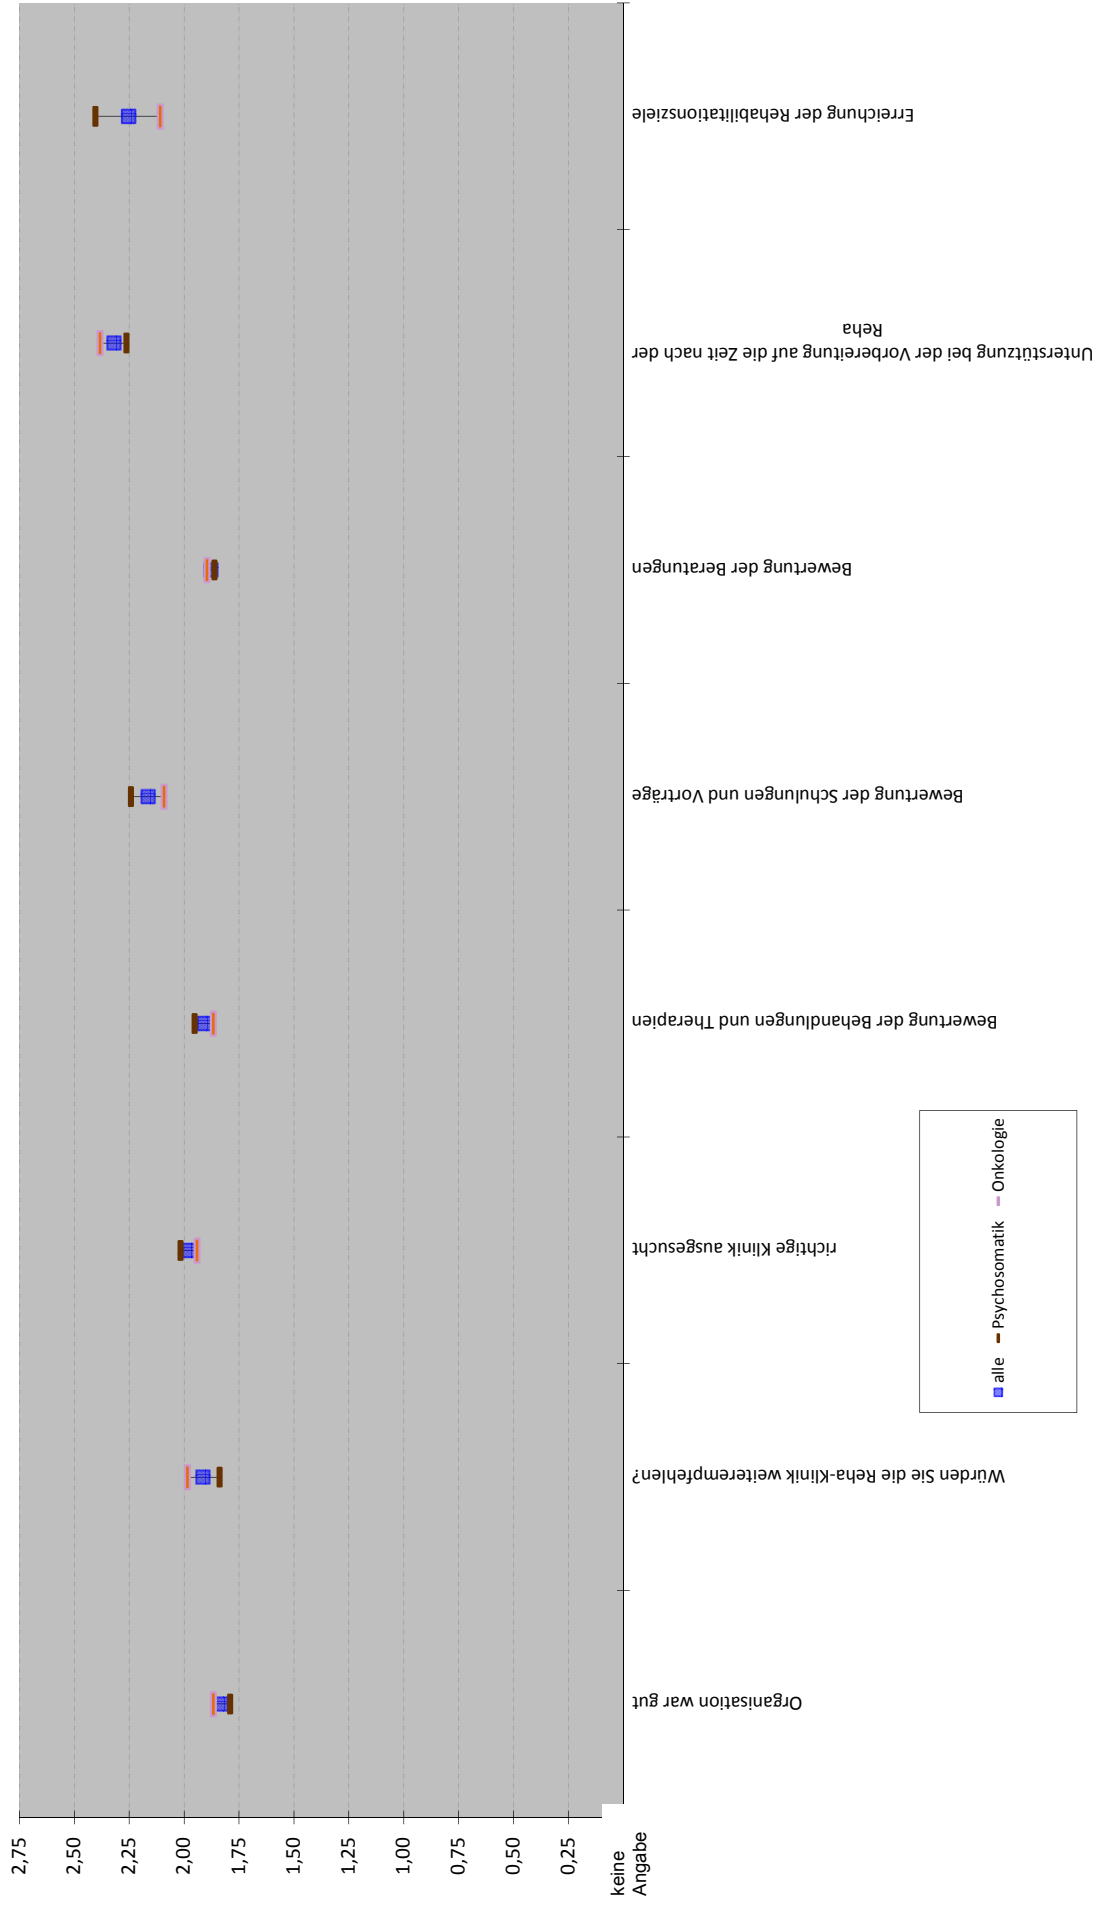 2,75
2,50
2,25
2,00
1,75
1,50
1,25
1,00
0,75
0,50
0,25
keine
Angabe
Organisation war gut
Würden Sie die Reha-Klinik weiterempfehlen?
richtige Klinik ausgesucht
Bewertung der Behandlungen und Therapien
Bewertung der Schulungen und Vorträge
Bewertung der Beratungen
Unterstützung bei der Vorbereitung auf die Zeit nach der
Reha
Erreichung der Rehabilitationsziele
alle Psychosomatik Onkologie